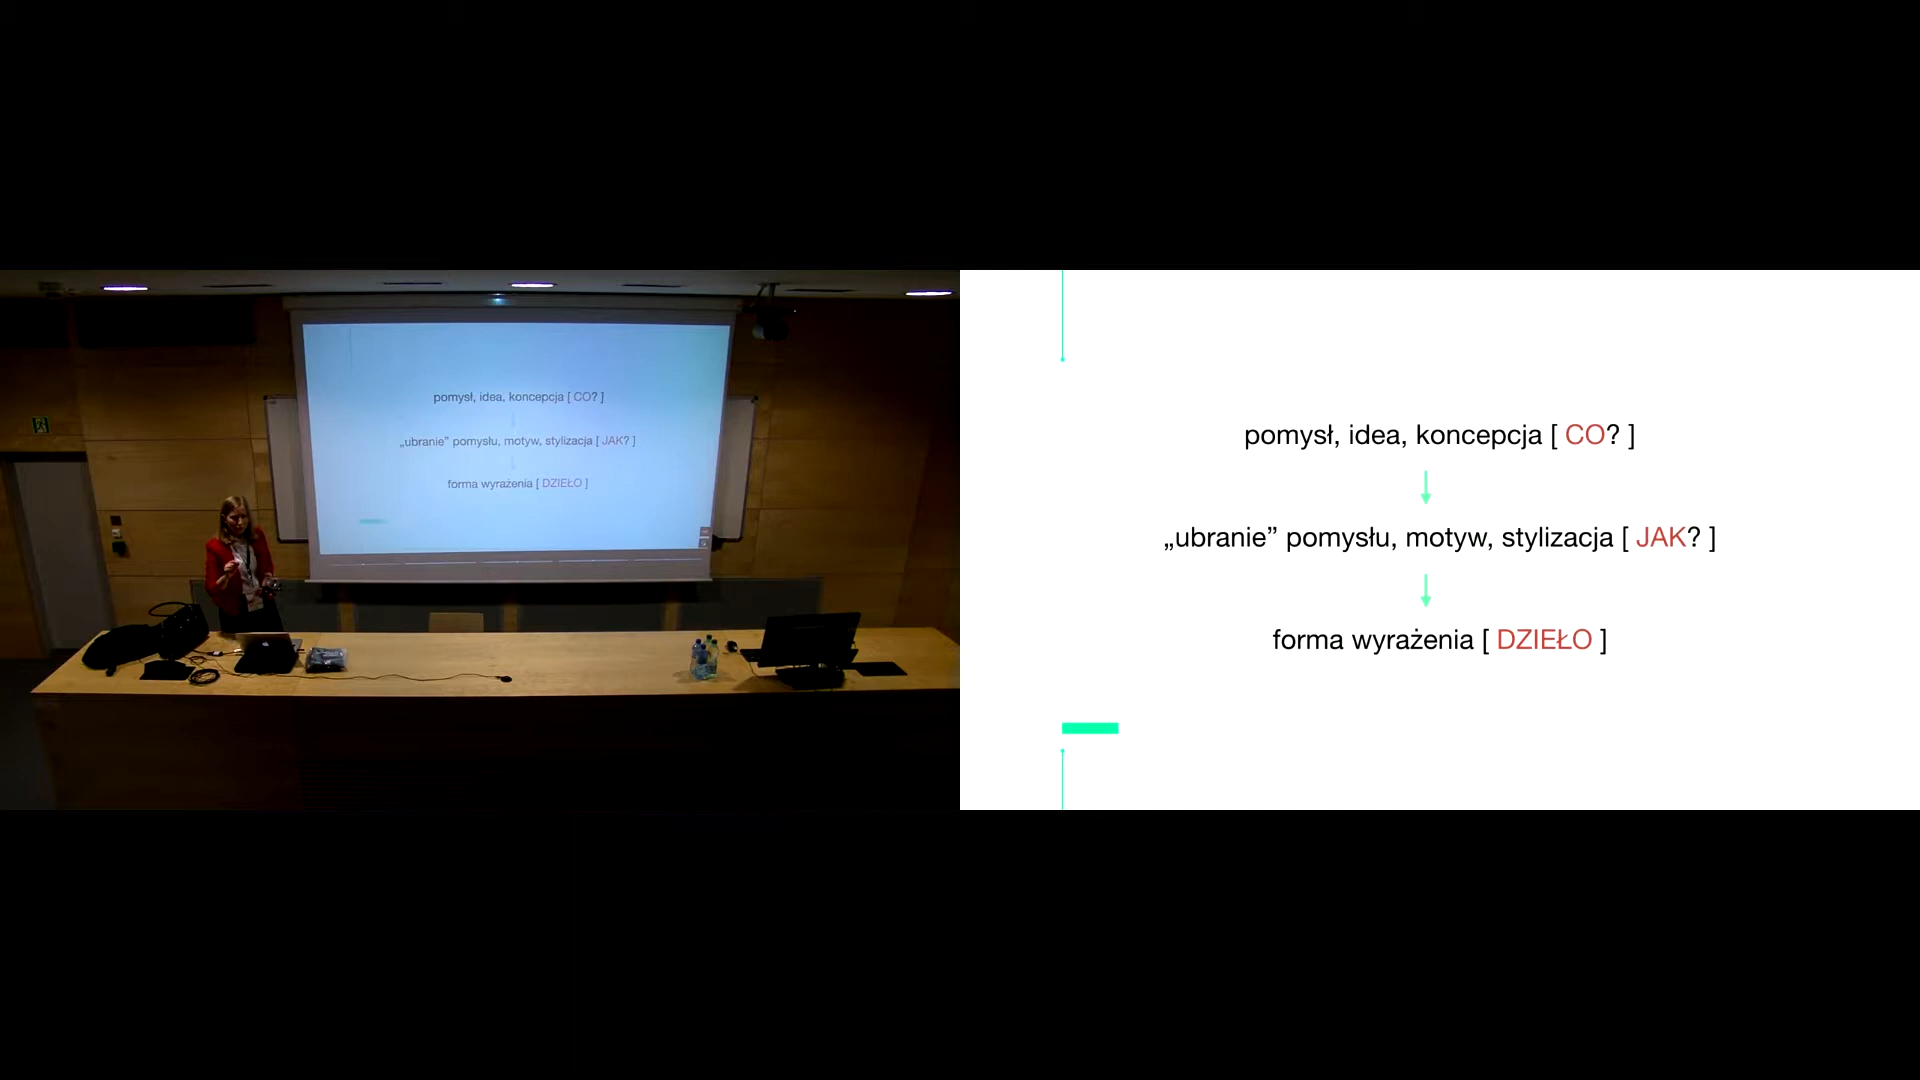 pomysł, idea, koncepcja [ CO? ]
„ubranie” pomysłu, motyw, stylizacja [ JAK? ]
forma wyrażenia [ DZIEŁO ]
pomysł, idea, koncepcja [ CO? ]
„ubranie” pomysłu, motyw, stylizacja [ JAK? ]
forma wyrażenia [ DZIEŁO ]